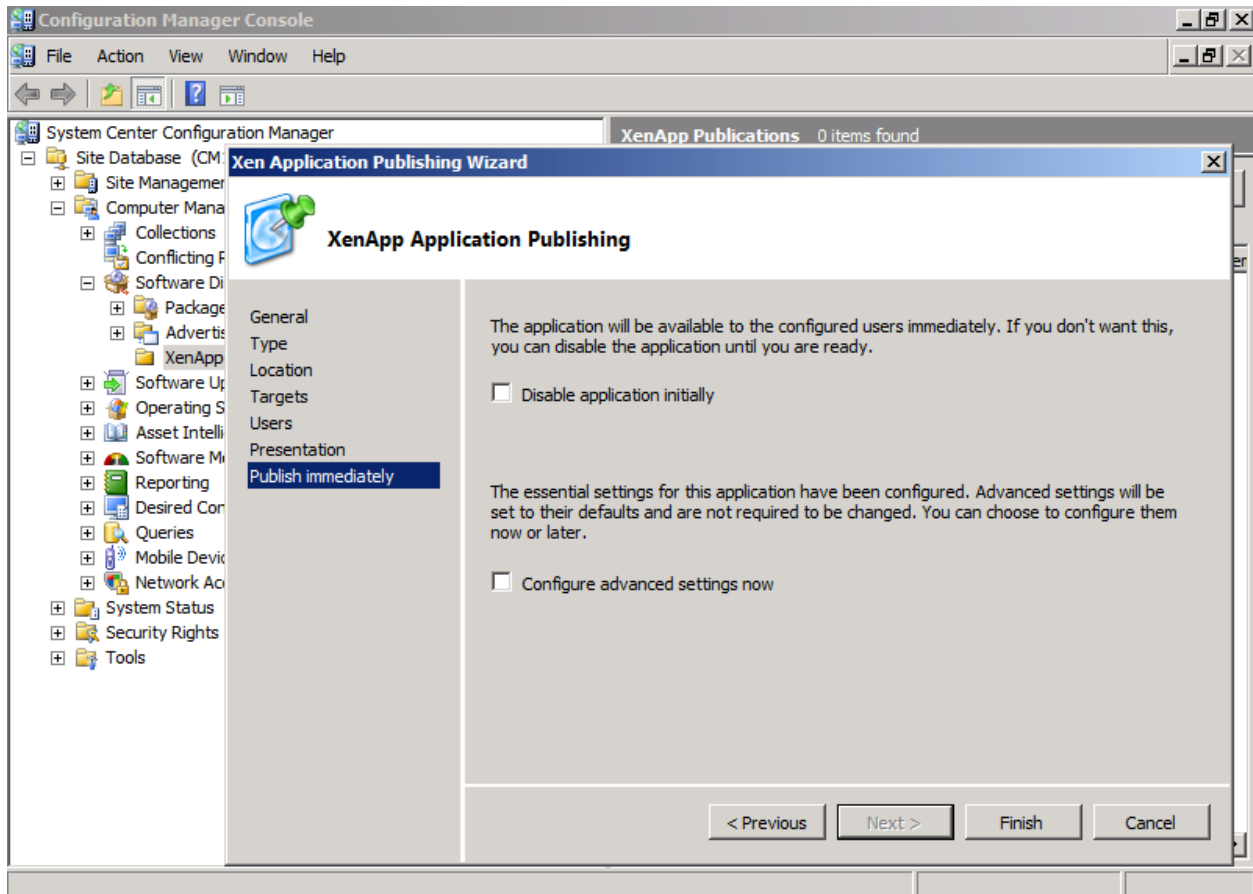 Configuration Manager Console
File Action View Window Help
System Center Configuration Manager
XenApp Publications 0 items found
Site Database (CM
Xen Application Publishing Wizard
Site Managemer
Computer Mana
Collections
XenApp Application Publishing
Conflicting
Software Di
Package
General
The application will be available to the configured users immediately. If you don't want this,
Advertis
Type
you can disable the application until you are ready.
XenApp
Location
Software Up
Targets
Disable application initially
Operating S
Users
Asset Intelli
Presentation
Software Me
Publish immediately
Reporting
The essential settings for this application have been configured. Advanced settings will be
Desired Con
set to their defaults and are not required to be changed. You can choose to configure them
Queries
now or later.
Mobile Devic
Network Acc
Configure advanced settings now
System Status
Security Rights
Tools
< Previous Next > Finish Cancel